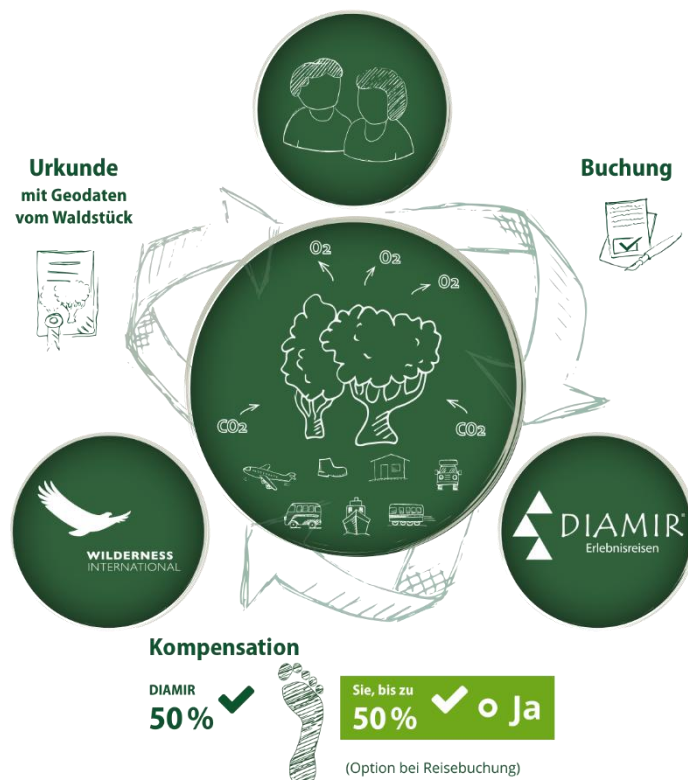 Urkunde
mit Geodaten
vom Waldstück
Buchung
O2
O2
O2
CO2
CO2
WILDERNESS
INTERNATIONAL
DIAMIR®
Erlebnisreisen
Kompensation
DIAMIR
50 %
Sie, bis zu
50 %
Ja
(Option bei Reisebuchung)